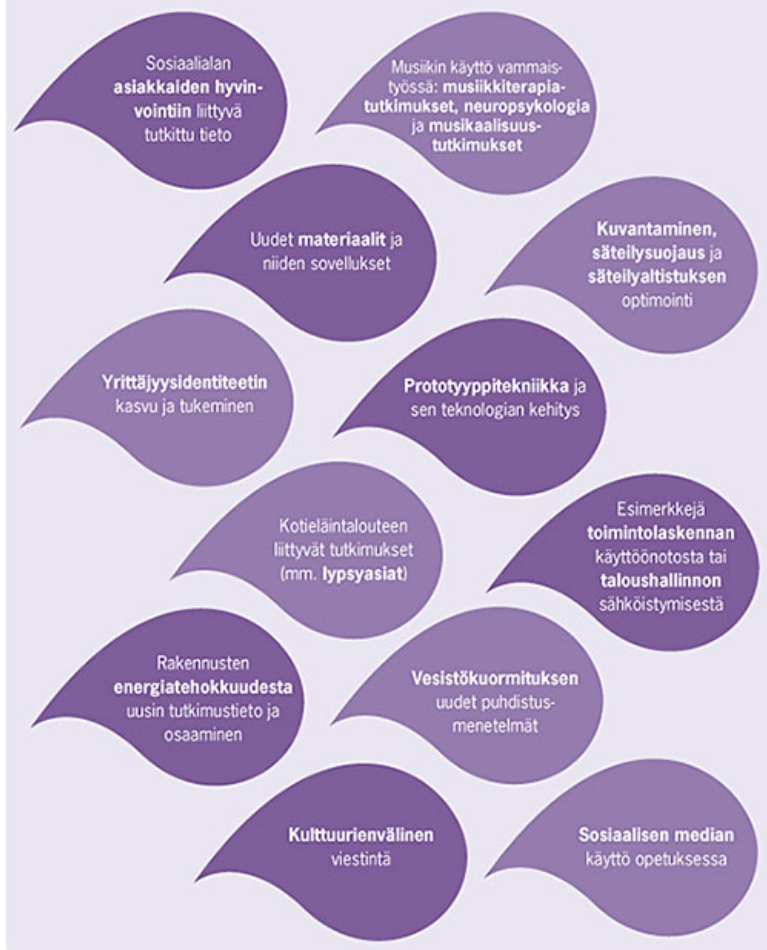 Sosiaalialan
asiakkaiden hyvin-
vointiin liittyvä
tutkittu tieto
Musiikin käyttö vammais-
työssä: musiikkiterapia-
tutkimukset, neuropsykologia
ja musikaalisuus-
tutkimukset
Uudet materiaalit ja
niiden sovellukset
Kuvantaminen,
säteilysuojaus ja
säteilyaltistuksen
optimointi
Yrittäjyysidentiteetin
kasvu ja tukeminen
Prototyyppitekniikka ja
sen teknologian kehitys
Kotieläintalouteen
liittyvät tutkimukset
(mm. lypsyasiat)
Esimerkkejä
toimintolaskennan
käyttöönotosta tai
taloushallinnon
sähköistymisestä
Rakennusten
energiatehokkuudesta
uusin tutkimustieto ja
osaaminen
Vesistökuormituksen
uudet puhdistus-
menetelmät
Kulttuurienvälinen
viestintä
Sosiaalisen median
käyttö opetuksessa